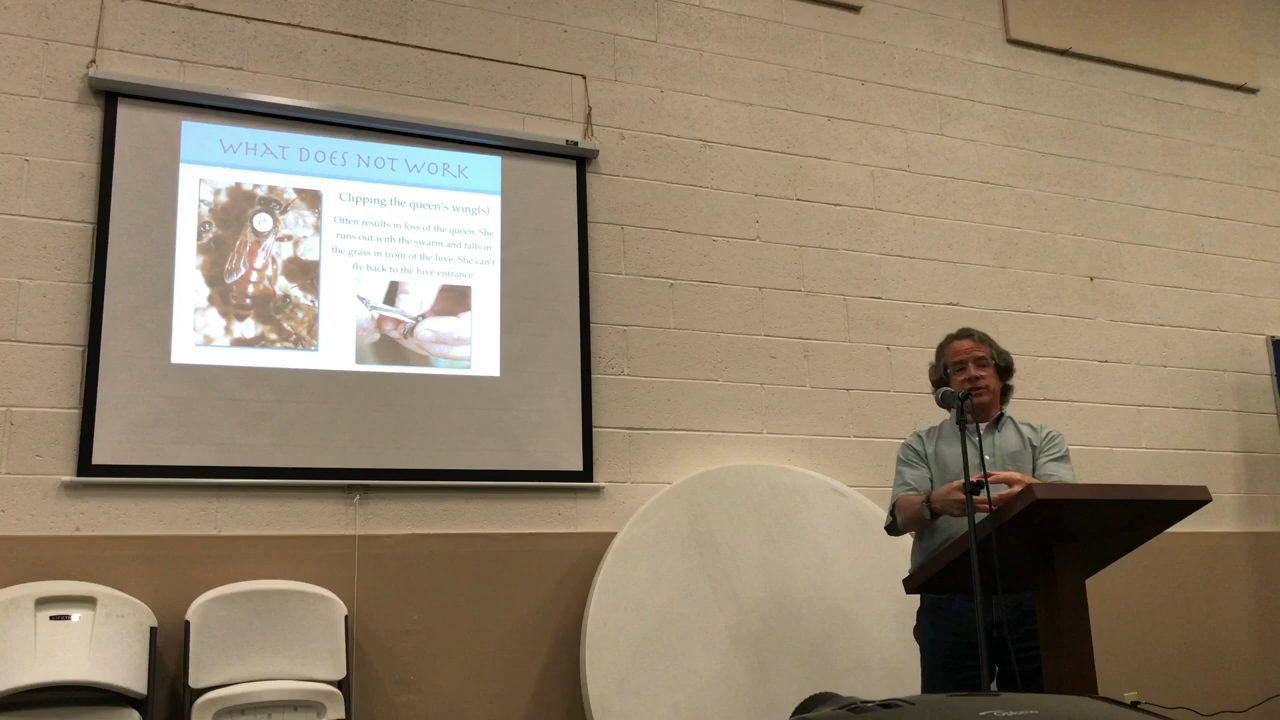 WHAT DOES NOT WORK
Clipping the queen's wing(s)
Often results in loss of the queen. She
runs out with the swarm and falls in
the grass in front of the hive. She can't
fly back to the hive entrance
Optoma